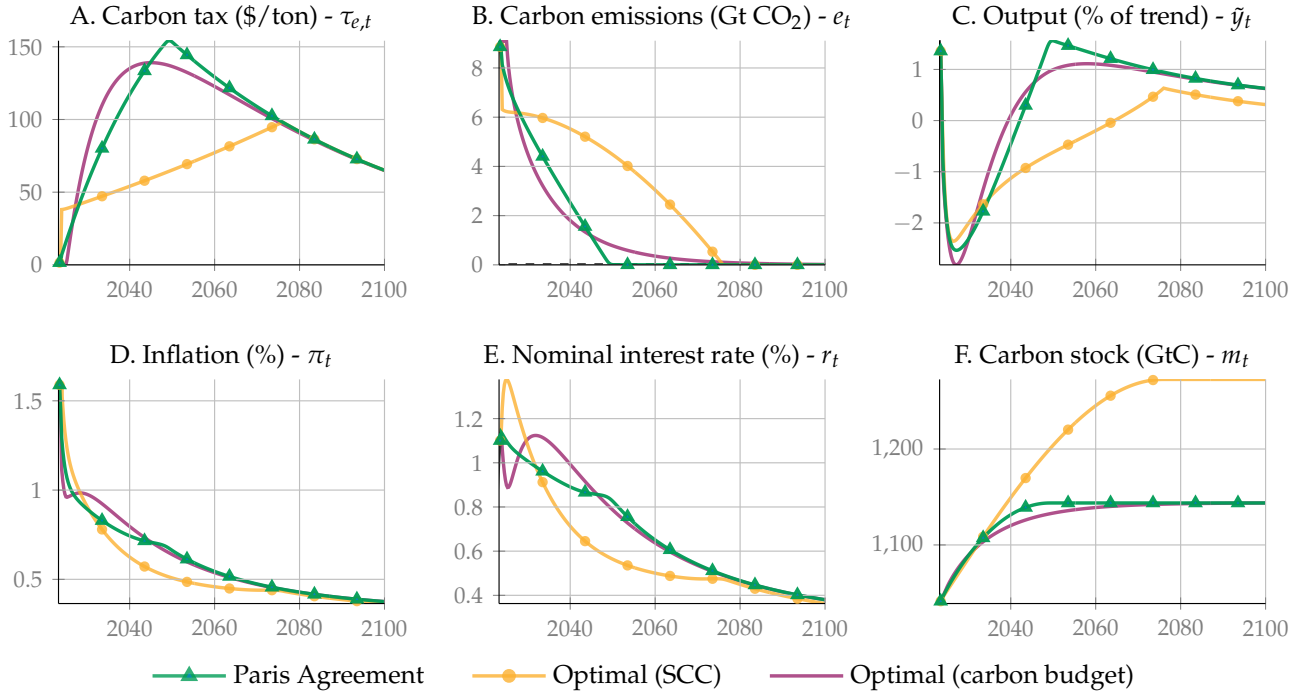 A. Carbon tax ($/ton) - τe,t
B. Carbon emissions (Gt CO2) - et
C. Output (% of trend) - ỹt
150
100
50
0
2040 2060 2080 2100
8
6
4
2
0
2040 2060 2080 2100
1
0
−1
−2
2040 2060 2080 2100
D. Inflation (%) - πt
E. Nominal interest rate (%) - rt
F. Carbon stock (GtC) - mt
1.5
1
0.5
2040 2060 2080 2100
1.2
1
0.8
0.6
0.4
2040 2060 2080 2100
1,200
1,100
2040 2060 2080 2100
Paris Agreement Optimal (SCC) Optimal (carbon budget)